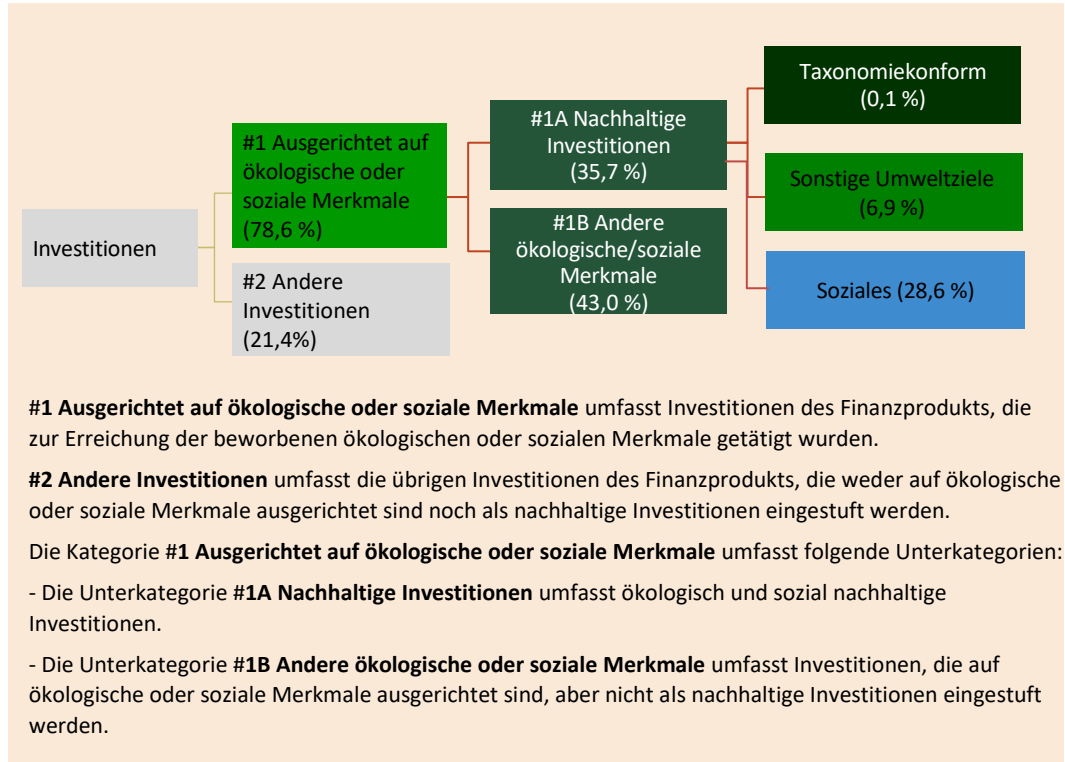 Investitionen
#1 Ausgerichtet auf
ökologische oder
soziale Merkmale
(78,6 %)
#2 Andere
Investitionen
(21,4%)
#1A Nachhaltige
Investitionen
(35,7 %)
#1B Andere
ökologische/soziale
Merkmale
(43,0 %)
Taxonomiekonform
(0,1 %)
Sonstige Umweltziele
(6,9 %)
Soziales (28,6 %)
#1 Ausgerichtet auf ökologische oder soziale Merkmale umfasst Investitionen des Finanzprodukts, die
zur Erreichung der beworbenen ökologischen oder sozialen Merkmale getätigt wurden.
#2 Andere Investitionen umfasst die übrigen Investitionen des Finanzprodukts, die weder auf ökologische
oder soziale Merkmale ausgerichtet sind noch als nachhaltige Investitionen eingestuft werden.
Die Kategorie #1 Ausgerichtet auf ökologische oder soziale Merkmale umfasst folgende Unterkategorien:
- Die Unterkategorie #1A Nachhaltige Investitionen umfasst ökologisch und sozial nachhaltige
Investitionen.
- Die Unterkategorie #1B Andere ökologische oder soziale Merkmale umfasst Investitionen, die auf
ökologische oder soziale Merkmale ausgerichtet sind, aber nicht als nachhaltige Investitionen eingestuft
werden.